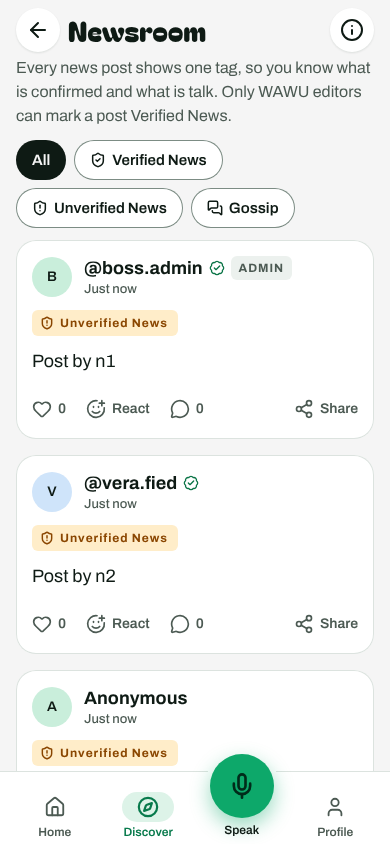 Newsroom
Every news post shows one tag, so you know what
is confirmed and what is talk. Only WAWU editors
can mark a post Verified News.
All
Verified News
Unverified News
Gossip
B
@boss.admin
ADMIN
Just now
Unverified News
Post by n1
0
React
0
Share
V
@vera.fied
Just now
Unverified News
Post by n2
0
React
0
Share
A
Anonymous
Just now
Unverified News
Home
Discover
Speak
Profile